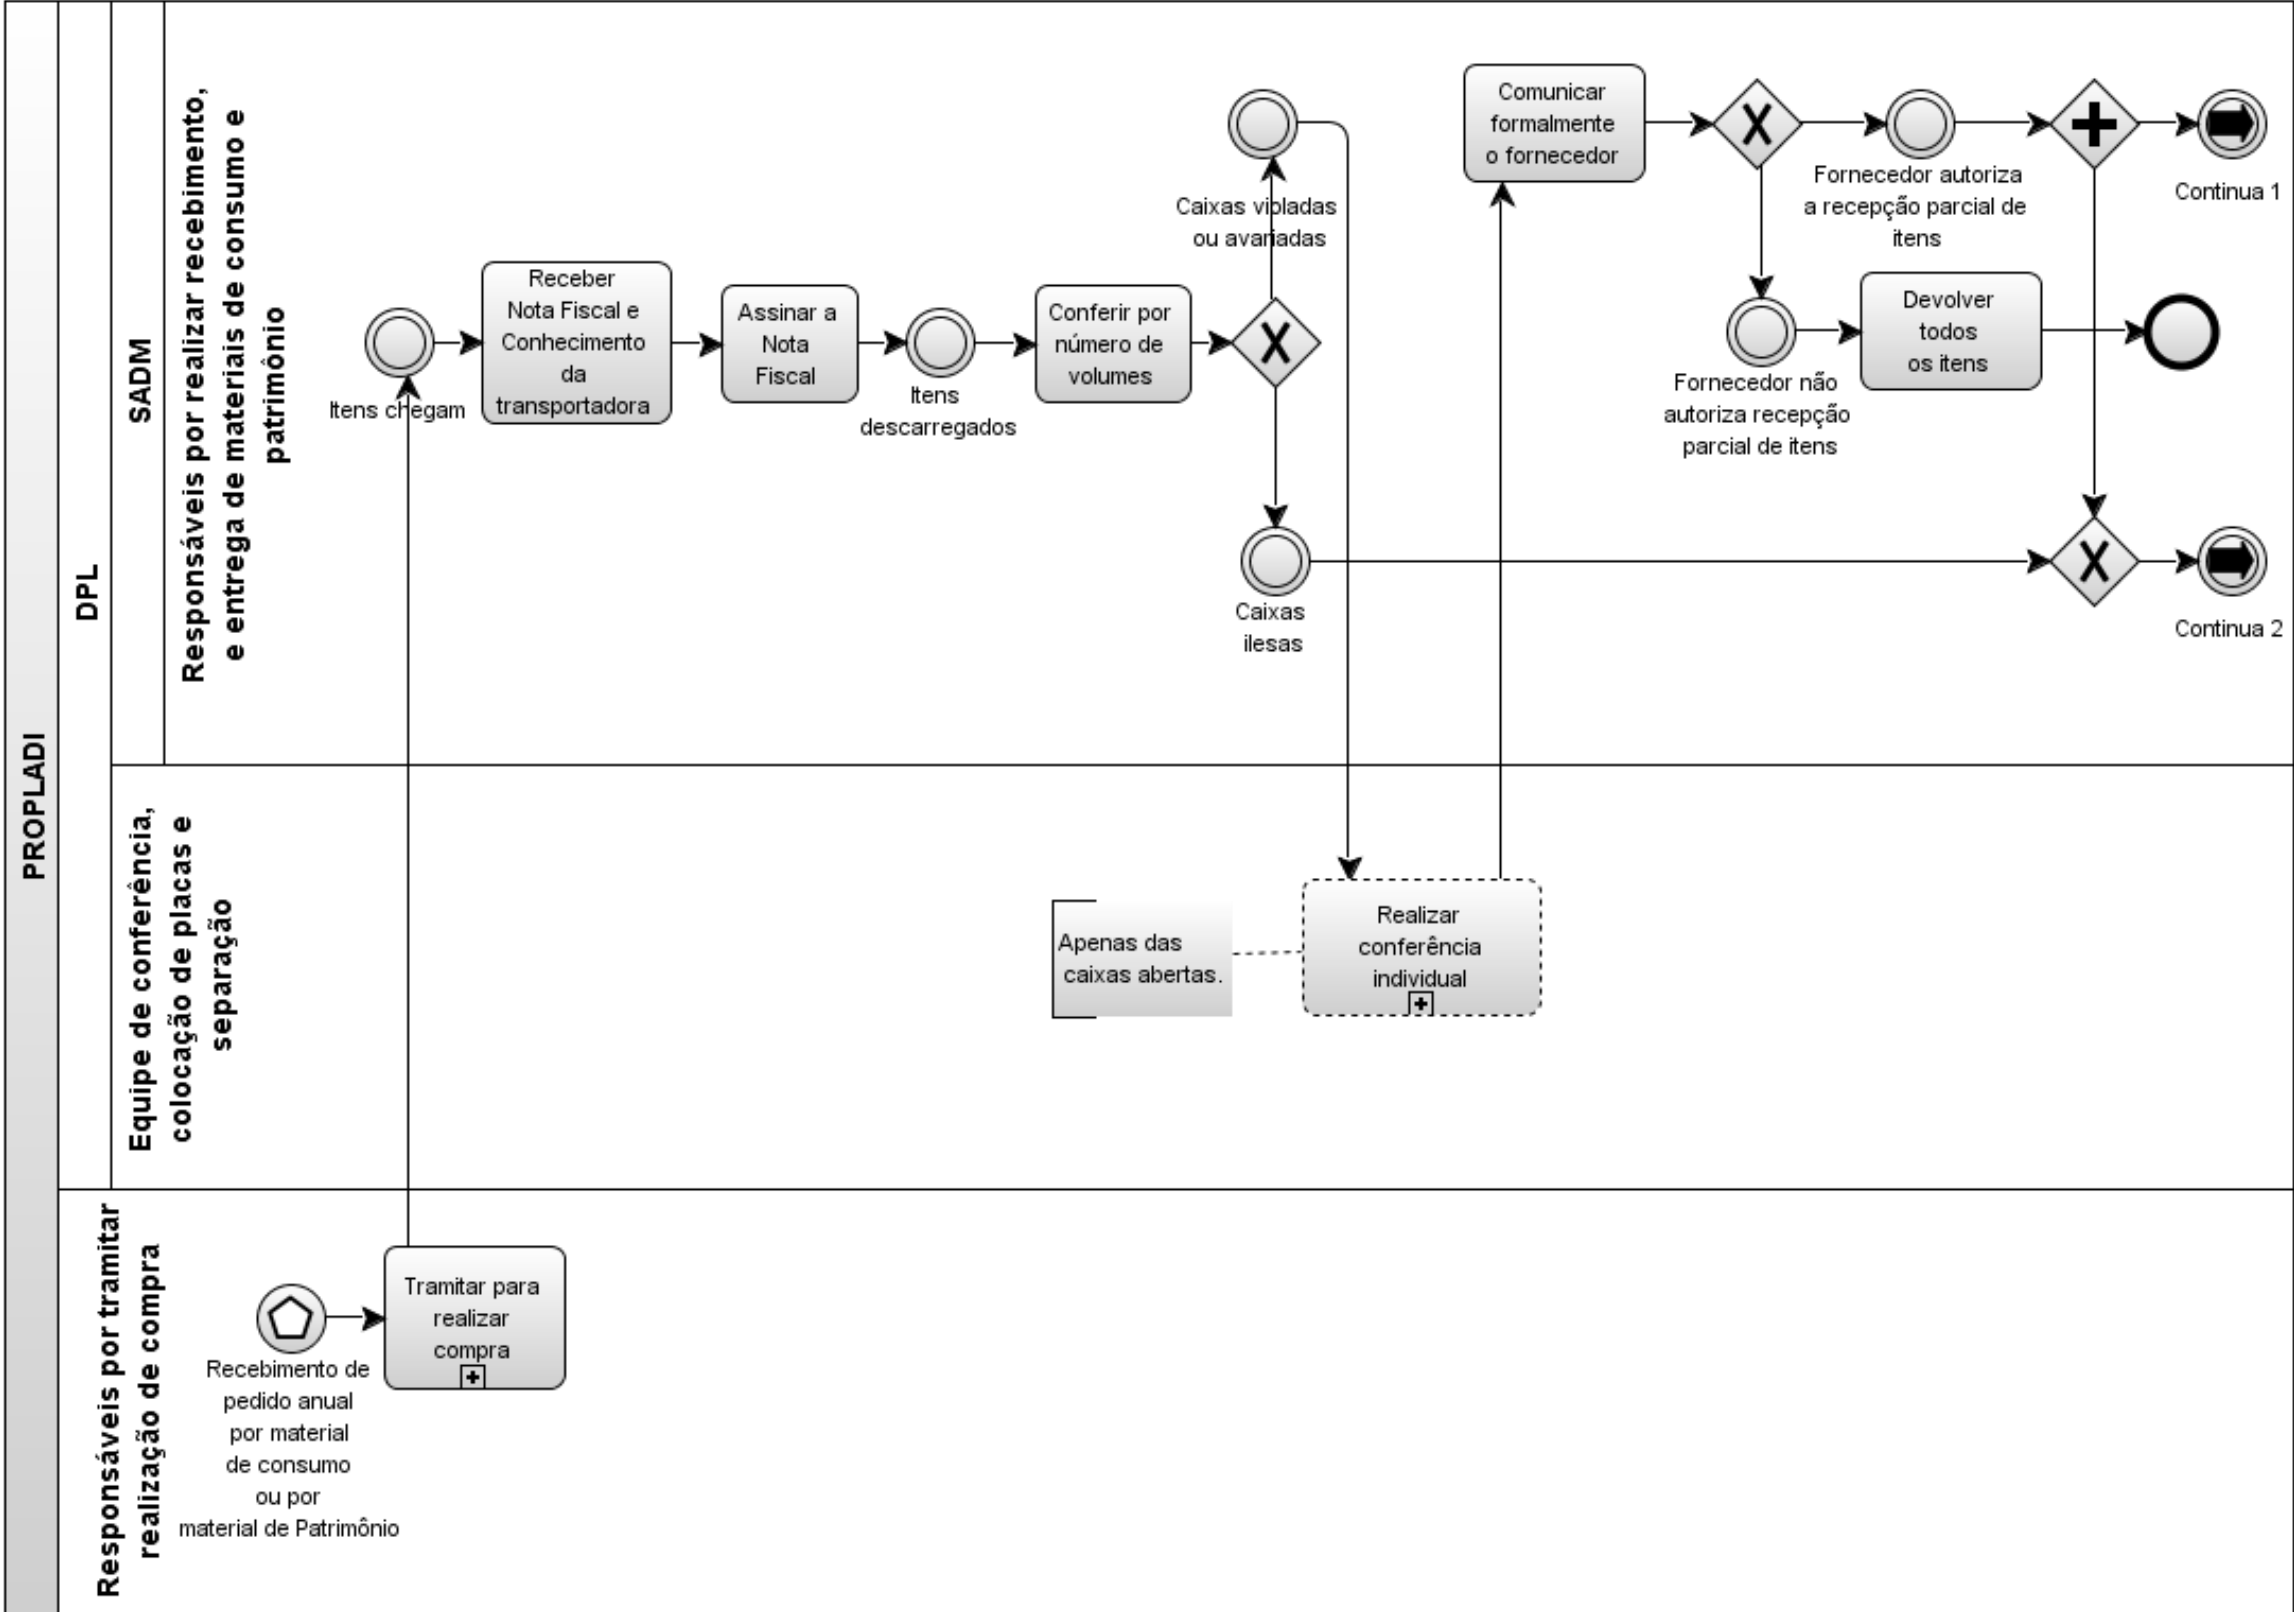 PROPLADI
DPL
SADM
Responsáveis por realizar recebimento,
e entrega de materiais de consumo e
patrimônio
Itens chegam
Receber
Nota Fiscal e
Conhecimento
da
transportadora
Assinar a
Nota
Fiscal
Itens
descarregados
Conferir por
número de
volumes
Caixas violadas
ou avariadas
Caixas
ilesas
Comunicar
formalmente
o fornecedor
Fornecedor autoriza
a recepção parcial de
itens
Continua 1
Fornecedor não
autoriza recepção
parcial de itens
Devolver
todos
os itens
Continua 2
Equipe de conferência,
colocação de placas e
separação
Apenas das
caixas abertas.
Realizar
conferência
individual
Responsáveis por tramitar
realização de compra
Recebimento de
pedido anual
por material
de consumo
ou por
material de Patrimônio
Tramitar para
realizar
compra